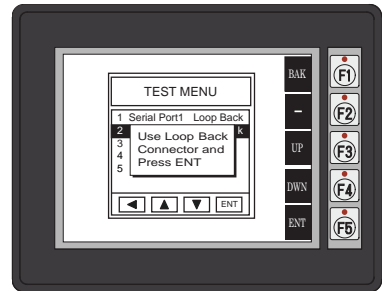 TEST MENU
1 Serial Port1 Loop Back
2 k
3
4
5
Use Loop Back
Connector and
Press ENT
ENT
BAK
–
UP
DWN
ENT
F1
F2
F3
F4
F5